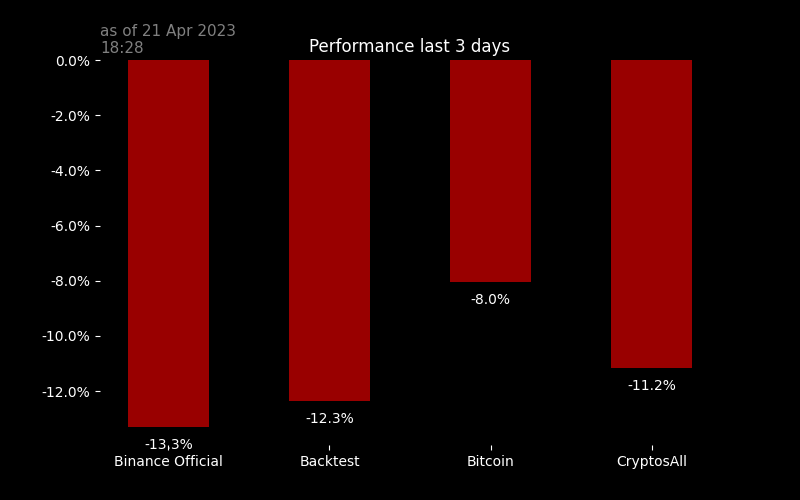 as of 21 Apr 2023
18:28
Performance last 3 days
0.0%
-2.0%
-4.0%
-6.0%
-8.0%
-10.0%
-12.0%
-13.3%
-12.3%
-8.0%
-11.2%
Binance Official
Backtest
Bitcoin
CryptosAll